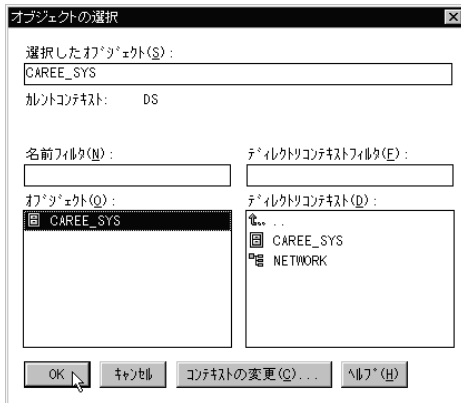 オブジェクトの選択
選択したｵﾌﾞｼﾞｪｸﾄ(S):
CAREE_SYS
ｶﾚﾝﾄｺﾝﾃｷｽﾄ: DS
名前ﾌｨﾙﾀ(N): ﾃﾞｨﾚｸﾄﾘｺﾝﾃｷｽﾄﾌｨﾙﾀ(F):
ｵﾌﾞｼﾞｪｸﾄ(O): ﾃﾞｨﾚｸﾄﾘｺﾝﾃｷｽﾄ(D):
CAREE_SYS ..
CAREE_SYS
NETWORK
OK ｷｬﾝｾﾙ ｺﾝﾃｷｽﾄの変更(C)... ﾍﾙﾌﾟ(H)